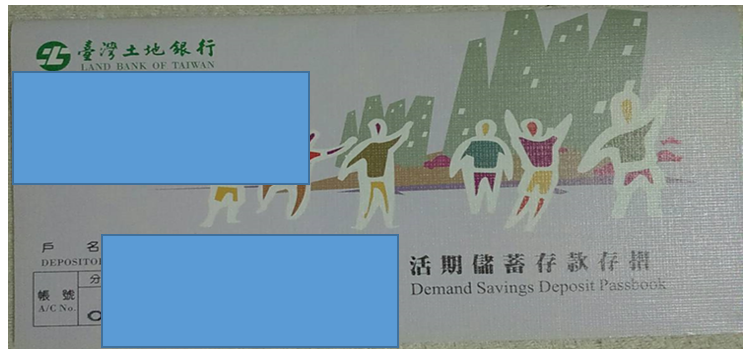 臺灣土地銀行
LAND BANK OF TAIWAN
戶 名
活期儲蓄存款存摺
Demand Savings Deposit Passbook
分
帳 號
A/C No.